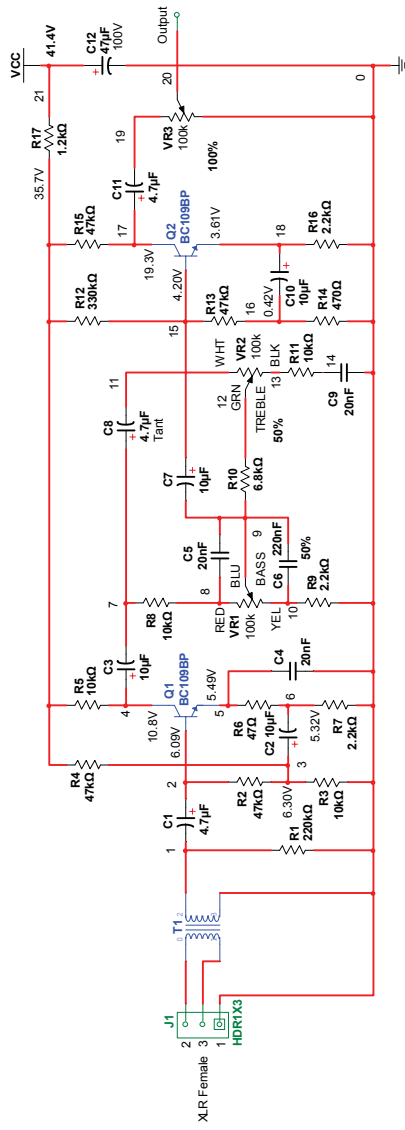 XLR Female
J1
HDR1X3
2
3
1
T1
0
2
1
C1
4.7µF
R1
220kΩ
2
R4
47kΩ
R2
47kΩ
6.30V
3
R3
10kΩ
6.09V
10.8V
Q1
BC109BP
5.49V
4
R5
10kΩ
5
R6
47Ω
C2
10µF
6
5.32V
R7
2.2kΩ
C4
20nF
C3
10µF
7
R8
10kΩ
RED
8
BLU
VR1
100k
BASS
YEL
10
R9
2.2kΩ
C5
20nF
9
C6
220nF
50%
C7
10µF
R10
6.8kΩ
C8
4.7µF
Tant
11
WHT
12
GRN
VR2
100k
TREBLE
50%
BLK
13
R11
10kΩ
14
C9
20nF
15
R12
330kΩ
R13
47kΩ
16
0.42V
C10
10µF
R14
470Ω
4.20V
19.3V
Q2
BC109BP
3.61V
17
R15
47kΩ
18
R16
2.2kΩ
C11
4.7µF
19
VR3
100k
100%
20
Output
35.7V
R17
1.2kΩ
21
VCC
41.4V
C12
47µF
100V
0